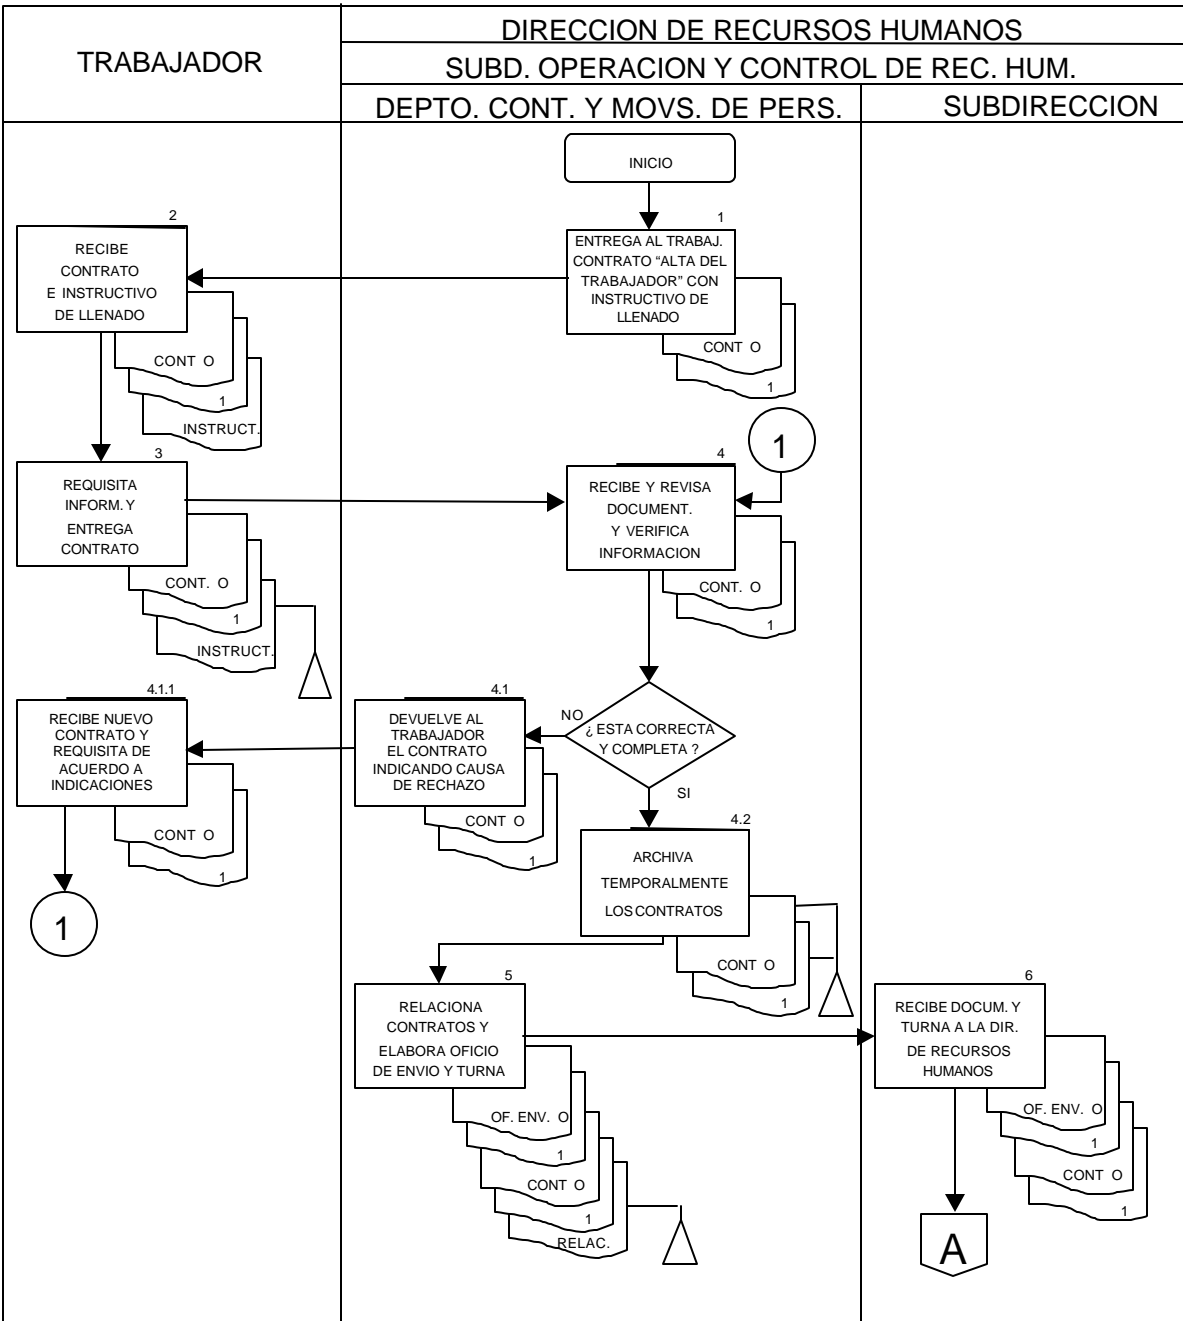 TRABAJADOR
DIRECCION DE RECURSOS HUMANOS
SUBD. OPERACION Y CONTROL DE REC. HUM.
DEPTO. CONT. Y MOVS. DE PERS.
SUBDIRECCION
INICIO
1
ENTREGA AL TRABAJ.
CONTRATO “ALTA DEL
TRABAJADOR” CON
INSTRUCTIVO DE
LLENADO
CONT O
1
2
RECIBE
CONTRATO
E INSTRUCTIVO
DE LLENADO
CONT O
1
INSTRUCT.
3
REQUISITA
INFORM. Y
ENTREGA
CONTRATO
CONT. O
1
INSTRUCT.
1
4
RECIBE Y REVISA
DOCUMENT.
Y VERIFICA
INFORMACION
CONT. O
1
¿ ESTA CORRECTA
Y COMPLETA ?
NO
SI
4.1
DEVUELVE AL
TRABAJADOR
EL CONTRATO
INDICANDO CAUSA
DE RECHAZO
CONT O
1
4.1.1
RECIBE NUEVO
CONTRATO Y
REQUISITA DE
ACUERDO A
INDICACIONES
CONT O
1
1
4.2
ARCHIVA
TEMPORALMENTE
LOS CONTRATOS
CONT O
1
5
RELACIONA
CONTRATOS Y
ELABORA OFICIO
DE ENVIO Y TURNA
OF. ENV. O
1
CONT O
1
RELAC.
6
RECIBE DOCUM. Y
TURNA A LA DIR.
DE RECURSOS
HUMANOS
OF. ENV. O
1
CONT O
1
A